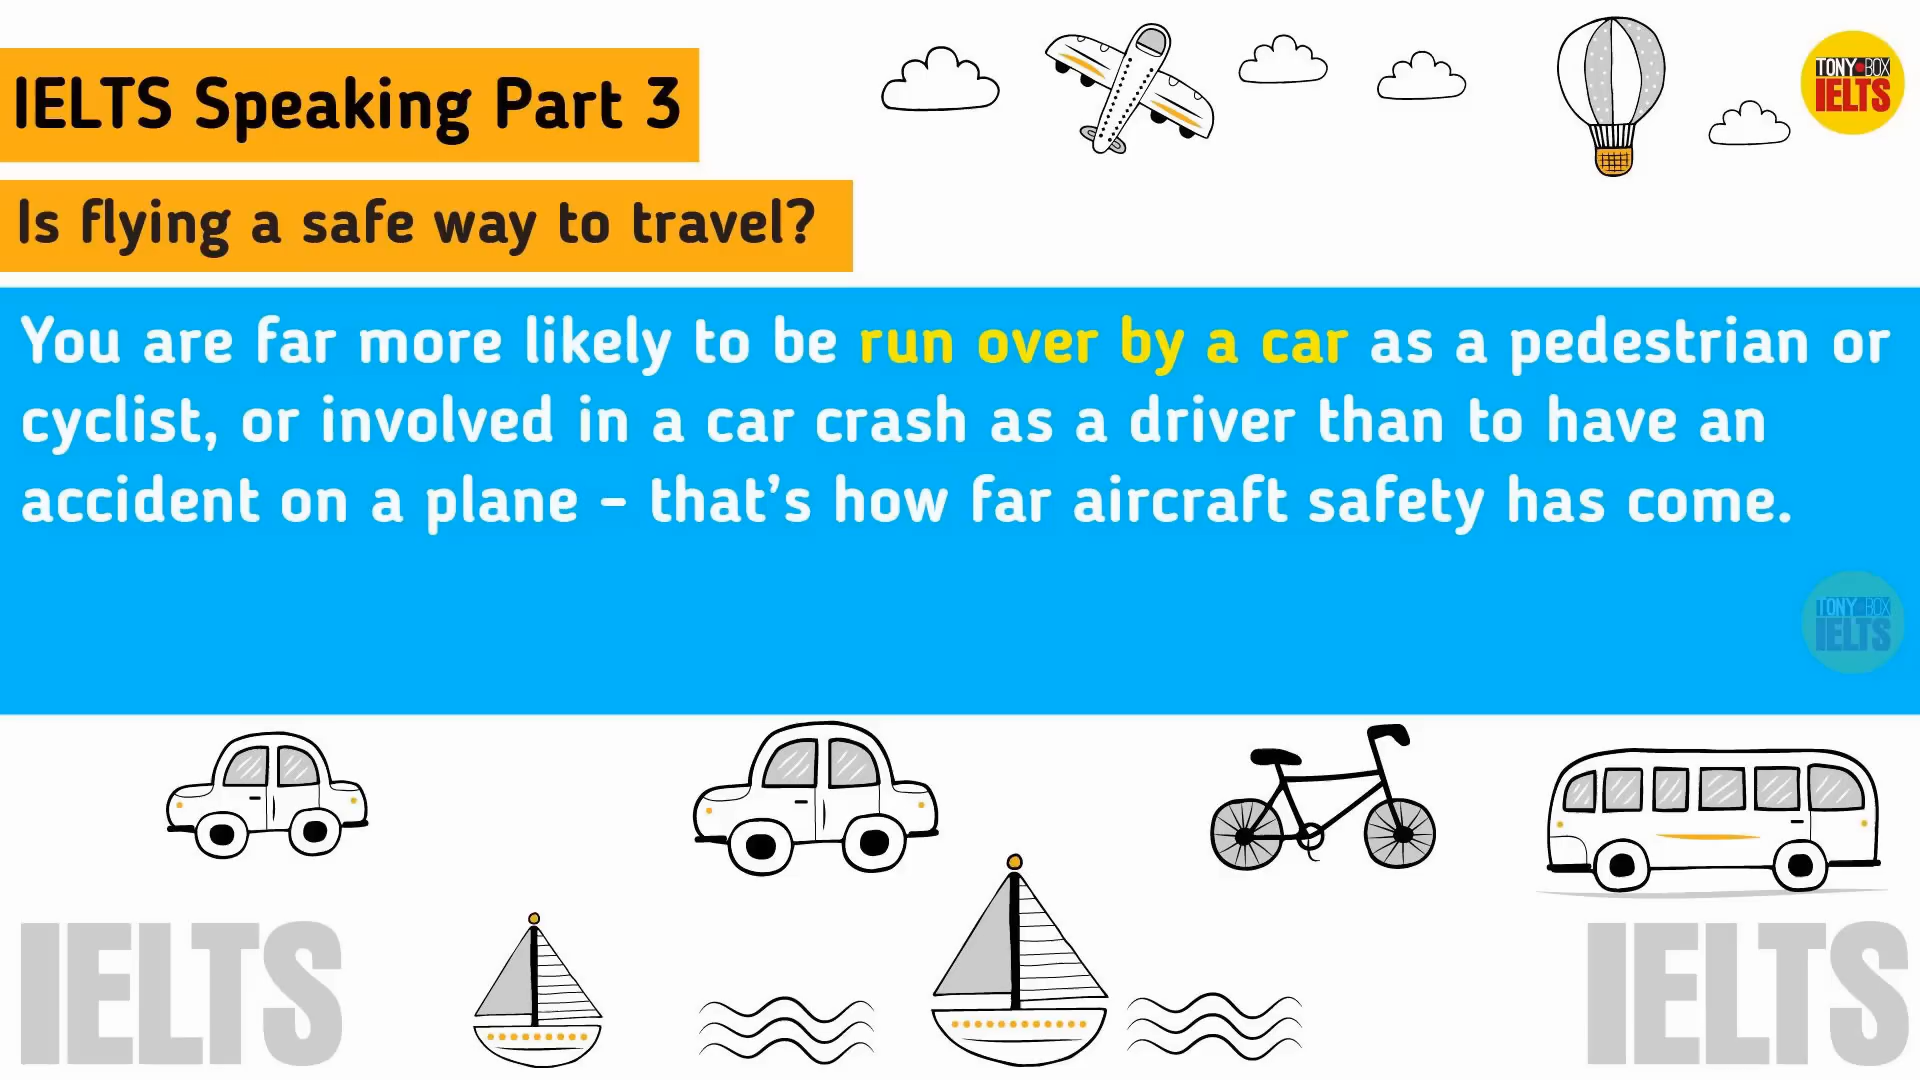 IELTS Speaking Part 3
TONY BOX
IELTS
Is flying a safe way to travel?
You are far more likely to be run over by a car as a pedestrian or
cyclist, or involved in a car crash as a driver than to have an
accident on a plane – that’s how far aircraft safety has come.
TONY BOX
IELTS
IELTS
IELTS